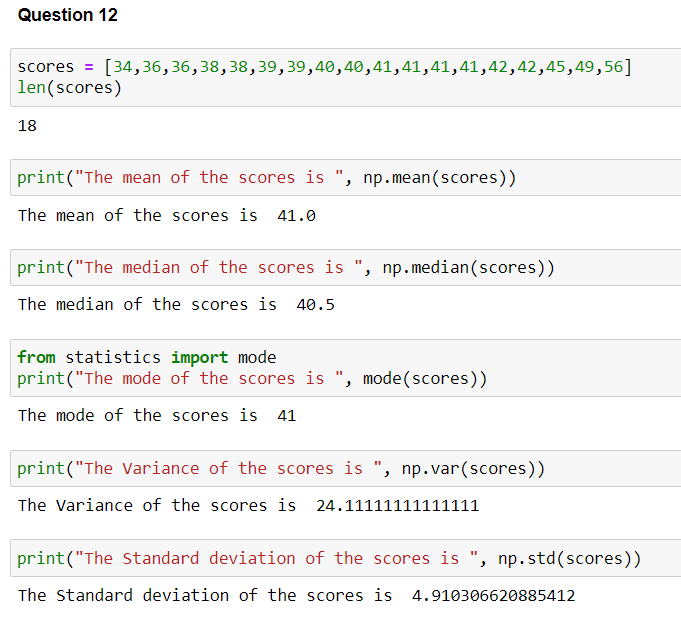 Question 12
scores = [34,36,36,38,38,39,39,40,40,41,41,41,41,42,42,45,49,56]
len(scores)
18
print("The mean of the scores is ", np.mean(scores))
The mean of the scores is  41.0
print("The median of the scores is ", np.median(scores))
The median of the scores is  40.5
from statistics import mode
print("The mode of the scores is ", mode(scores))
The mode of the scores is  41
print("The Variance of the scores is ", np.var(scores))
The Variance of the scores is  24.11111111111111
print("The Standard deviation of the scores is ", np.std(scores))
The Standard deviation of the scores is  4.910306620885412